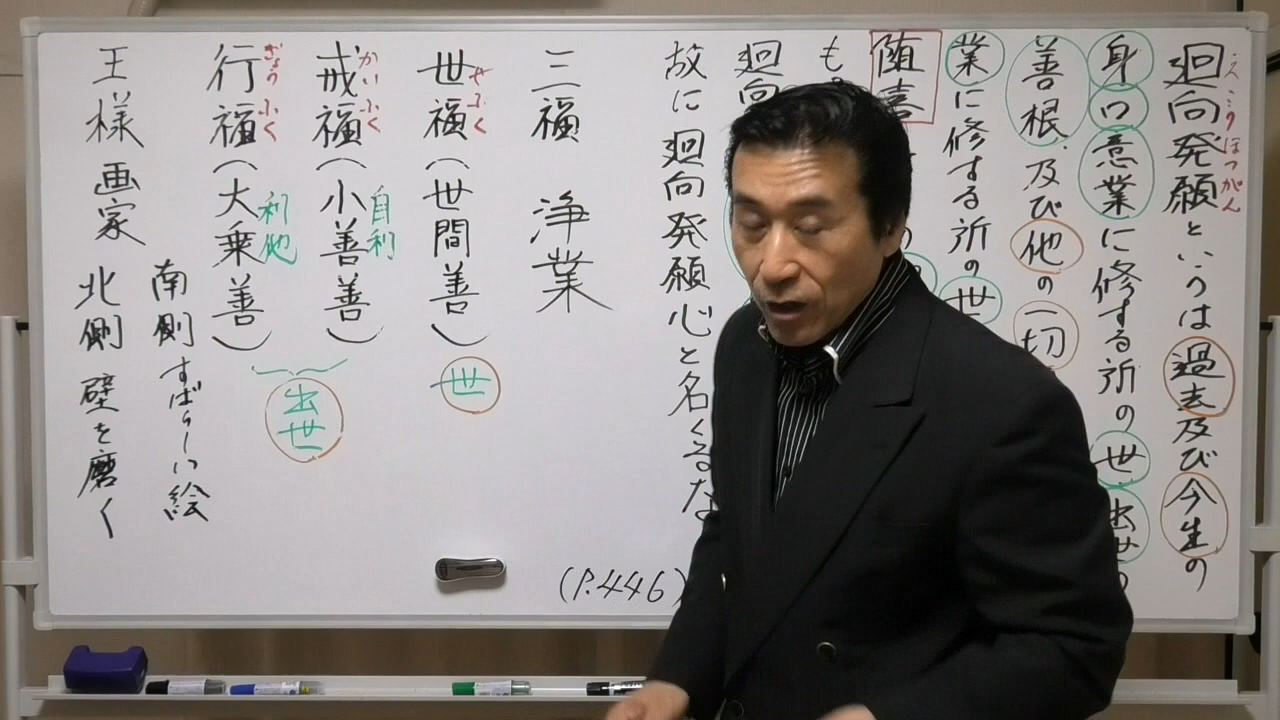 廻向発願というは過去及び今生の
えこうほつがん
身口意業に修する所の世、出世の
善根、及び他の一切
業に修する所の世
随喜
も
廻向
故に廻向発願心と名くるな
(P.446)
三福 浄業
世福(世間善)世
せふく
戒福(小善善)
かいふく
自利
行福(大乗善)
ぎょうふく
利他
出世
南側 すばらしい絵
王様 画家 北側 壁を磨く